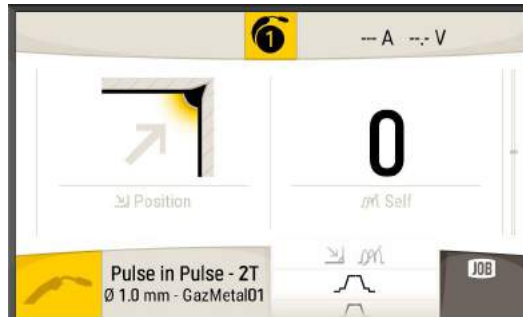 1
--- A --.- V
0
Position
Self
Pulse in Pulse - 2T
Ø 1.0 mm - GazMetal01
JOB